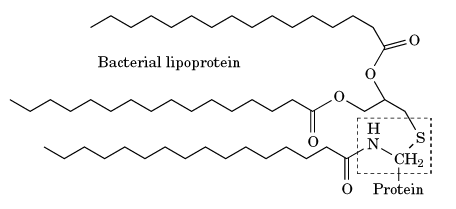 O
Bacterial lipoprotein
O
O
O
H
N
S
CH₂
O
Protein